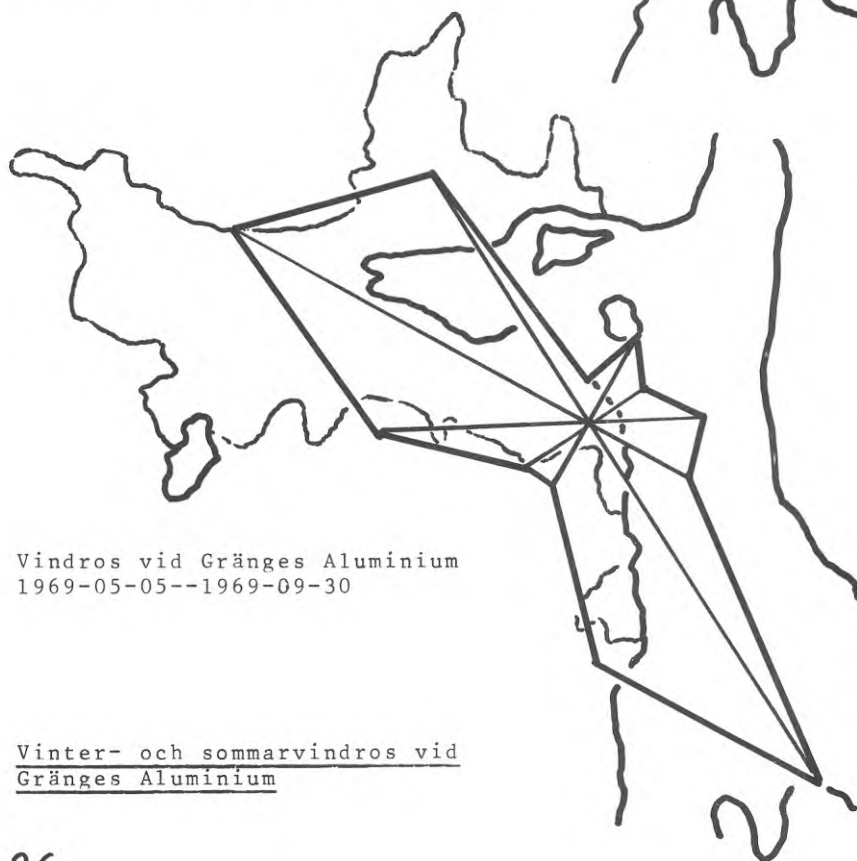 Vindros vid Gränges Aluminium
1969-05-05--1969-09-30
Vinter- och sommarvindros vid
Gränges Aluminium